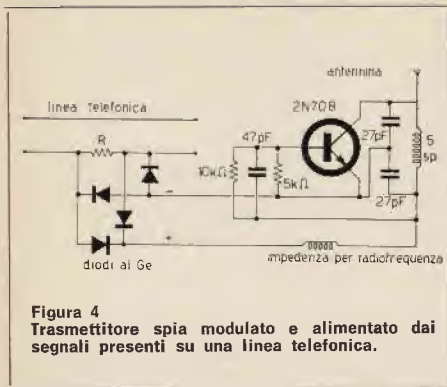 antennina
linea telefonica
2N708
R
47pF
27pF
5
sp
10kΩ
5kΩ
27pF
–
+
diodi al Ge
impedenza per radiofrequenza
Figura 4
Trasmettitore spia modulato e alimentato dai
segnali presenti su una linea telefonica.